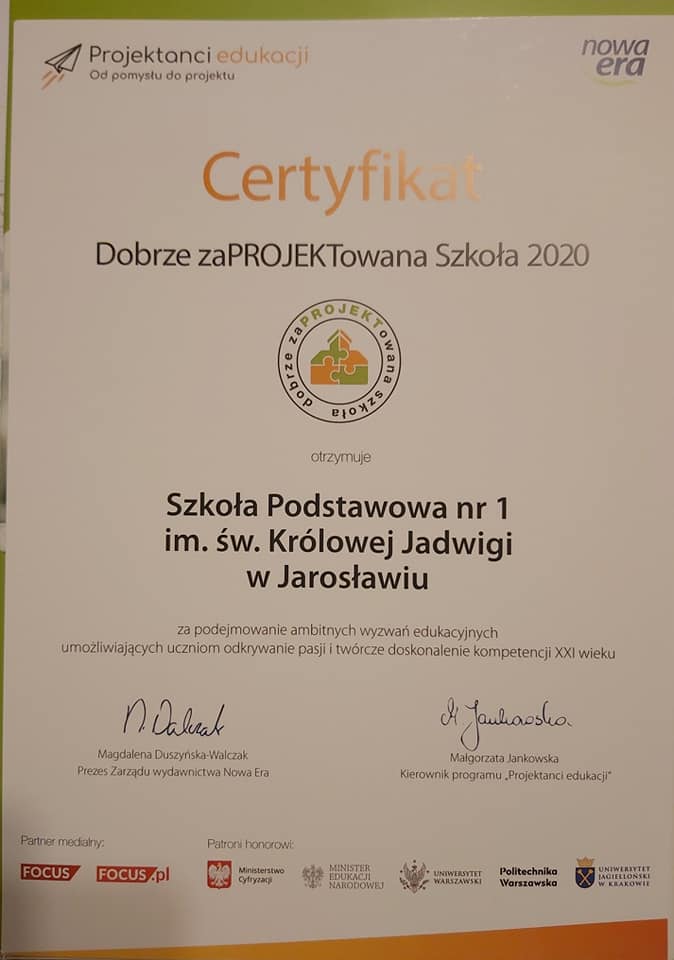 Projektanci edukacji
Od pomysłu do projektu
nowa
era
Certyfikat
Dobrze zaPROJEKTowana Szkoła 2020
dobrze zaPROJEKTowana szkoła
otrzymuje
Szkoła Podstawowa nr 1
im. św. Królowej Jadwigi
w Jarosławiu
za podejmowanie ambitnych wyzwań edukacyjnych
umożliwiających uczniom odkrywanie pasji i twórcze doskonalenie kompetencji XXI wieku
M. Jankowska
Magdalena Duszyńska-Walczak
Prezes Zarządu wydawnictwa Nowa Era
Małgorzata Jankowska
Kierownik programu „Projektanci edukacji”
Partner medialny:
FOCUS
FOCUS.pl
Patroni honorowi:
Ministerstwo
Cyfryzacji
MINISTER
EDUKACJI
NARODOWEJ
UNIWERSYTET
WARSZAWSKI
Politechnika
Warszawska
UNIWERSYTET
JAGIELLOŃSKI
W KRAKOWIE